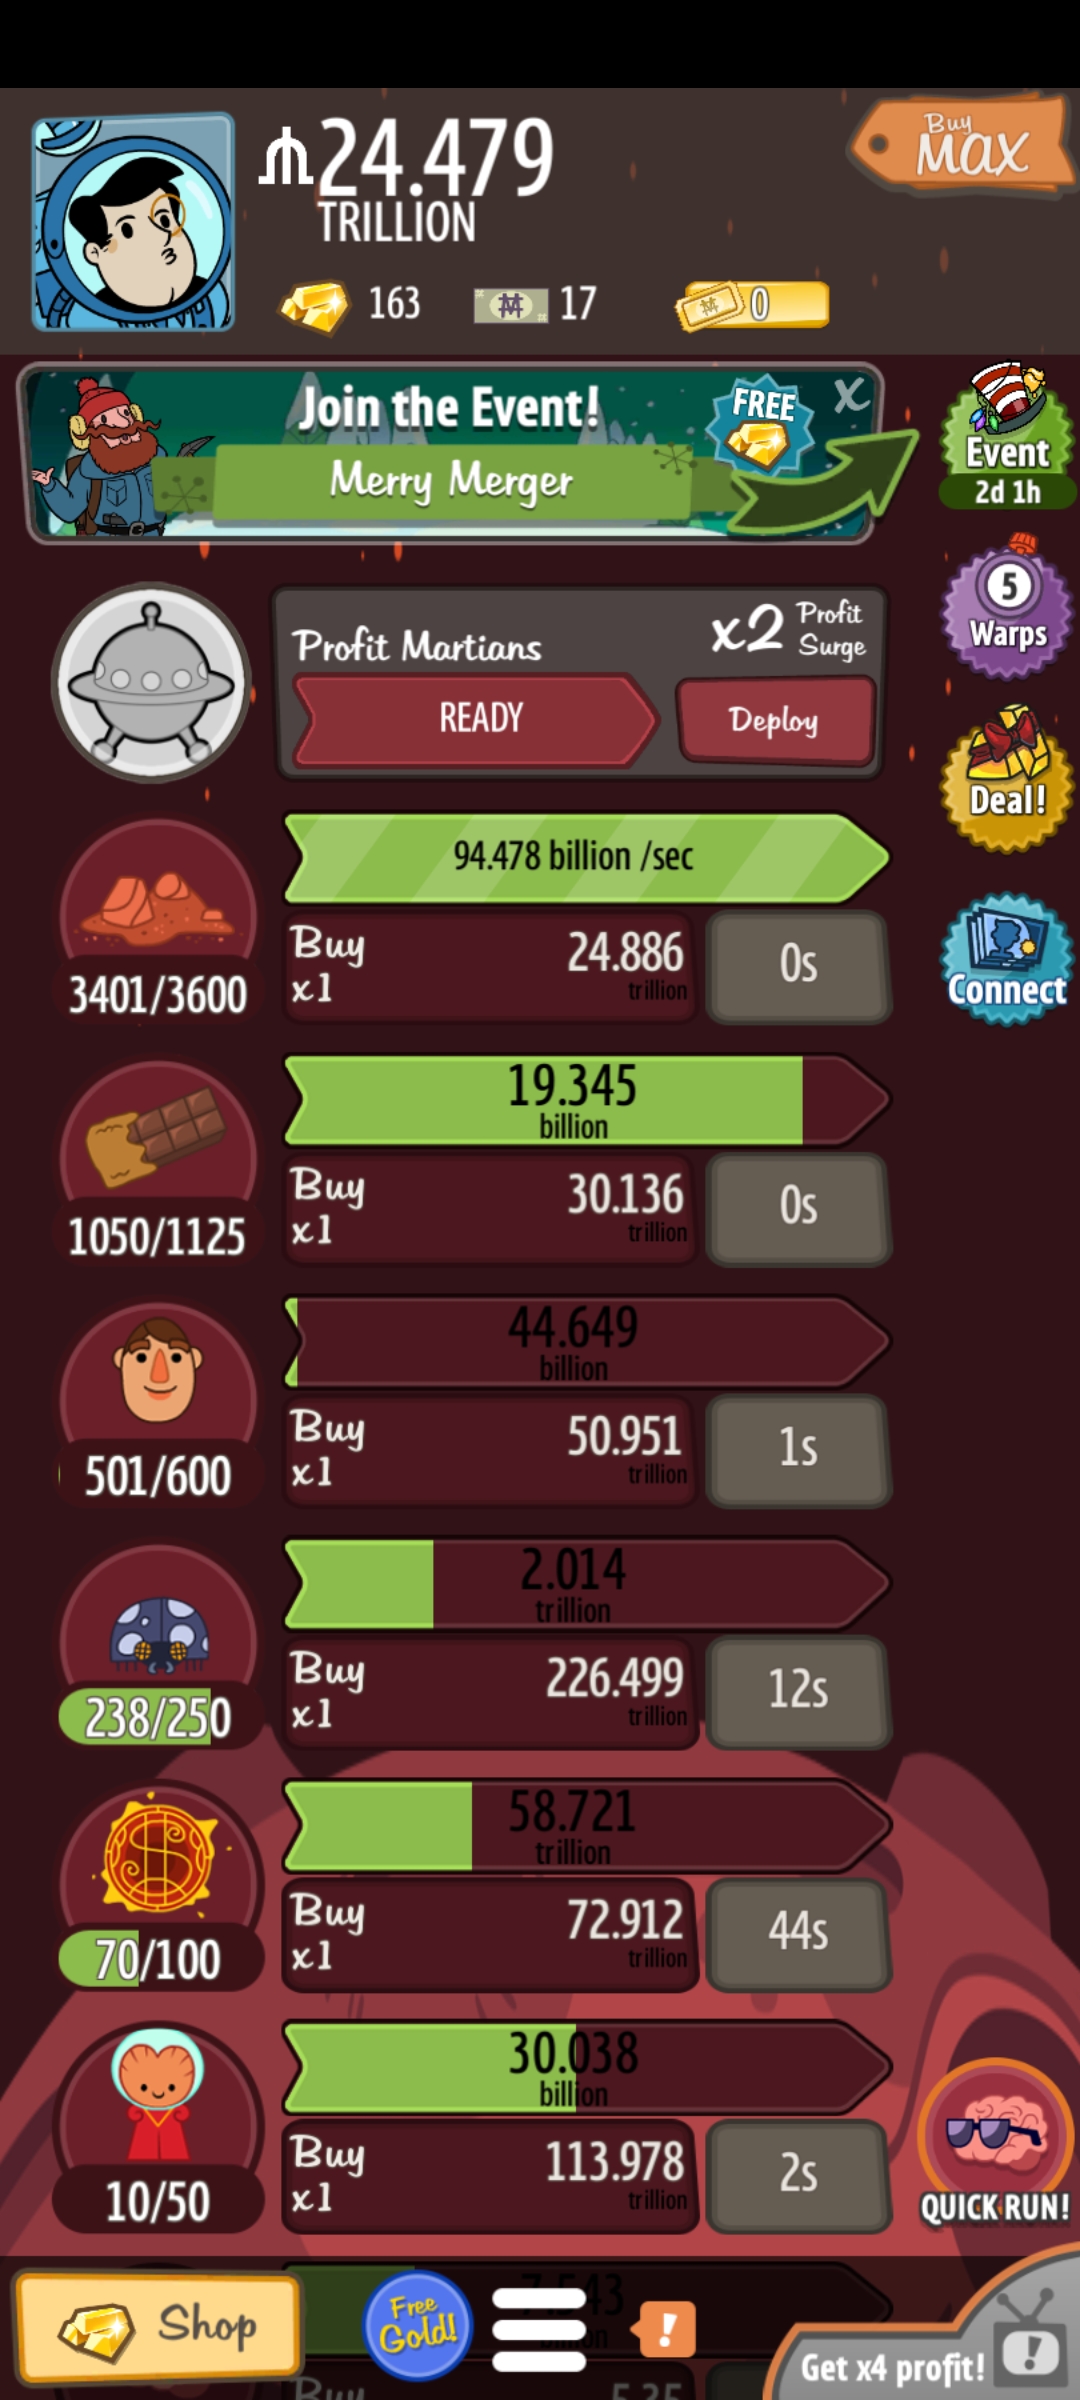 24.479
TRILLION
Buy
MAX
163
17
0
Join the Event!
Merry Merger
FREE
X
Event
2d 1h
5
Warps
Profit Martians
x2 Profit Surge
READY
Deploy
Deal!
94.478 billion /sec
Buy
x1
24.886
trillion
0s
3401/3600
Connect
19.345
billion
Buy
x1
30.136
trillion
0s
1050/1125
44.649
billion
Buy
x1
50.951
trillion
1s
501/600
2.014
trillion
Buy
x1
226.499
trillion
12s
238/250
58.721
trillion
Buy
x1
72.912
trillion
44s
70/100
30.038
billion
Buy
x1
113.978
trillion
2s
10/50
QUICK RUN!
Shop
Free
Gold!
!
Get x4 profit!
!
Buy
5.35